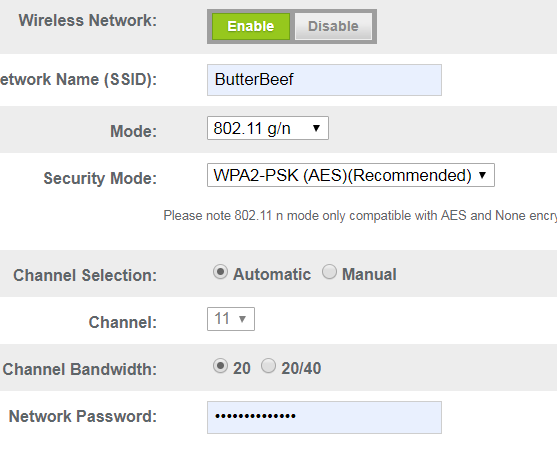 Wireless Network: Enable Disable
etwork Name (SSID): ButterBeef
Mode: 802.11 g/n
Security Mode: WPA2-PSK (AES)(Recommended)
Please note 802.11 n mode only compatible with AES and None encry
Channel Selection: Automatic Manual
Channel: 11
Channel Bandwidth: 20 20/40
Network Password: ••••••••••••••